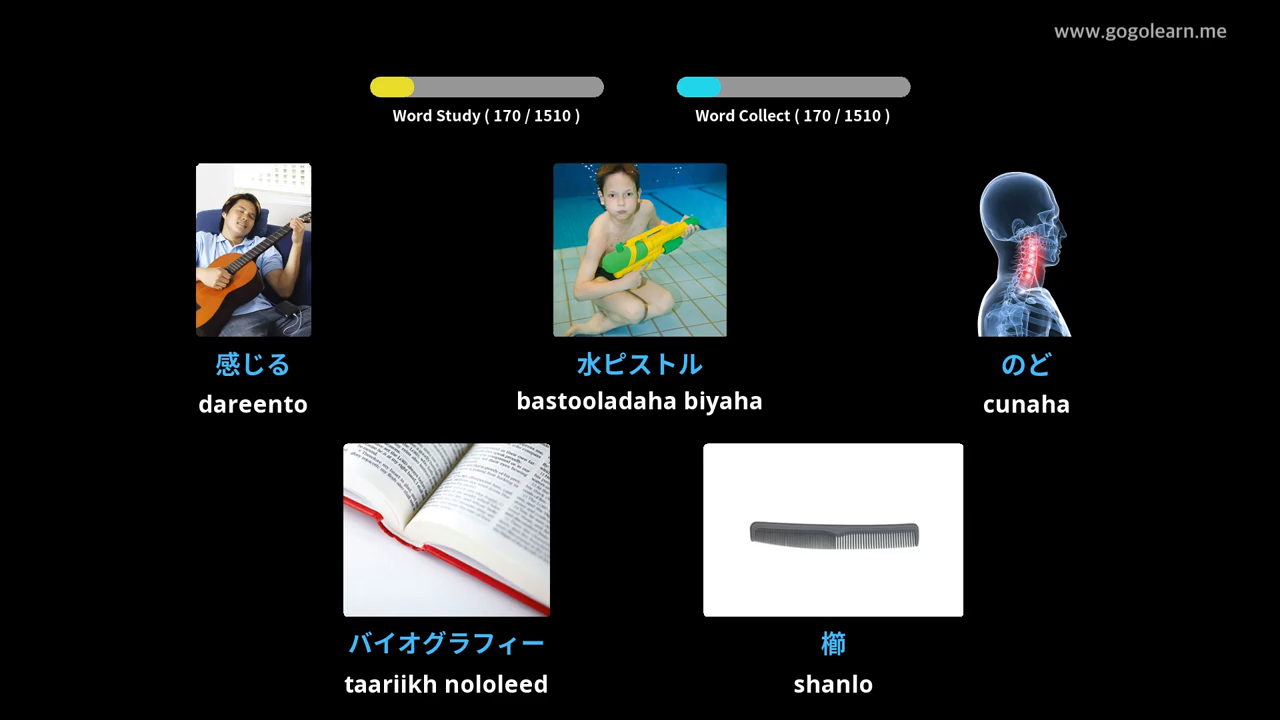 www.gogolearn.me
Word Study ( 170 / 1510 )
Word Collect ( 170 / 1510 )
感じる
dareento
水ピストル
bastooladaha biyaha
のど
cunaha
バイオグラフィー
taariikh nololeed
櫛
shanlo